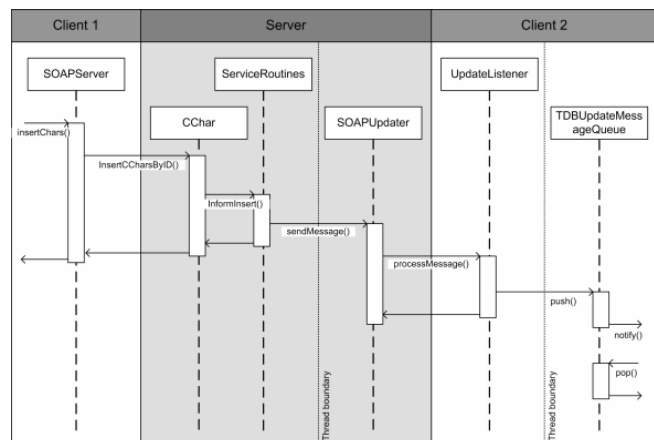 Client 1
Server
Client 2
SOAPServer
ServiceRoutines
UpdateListener
CChar
SOAPUpdater
TDBUpdateMess
ageQueue
insertChars()
InsertCCharsByID()
InformInsert()
sendMessage()
processMessage()
push()
notify()
pop()
Thread boundary
Thread boundary